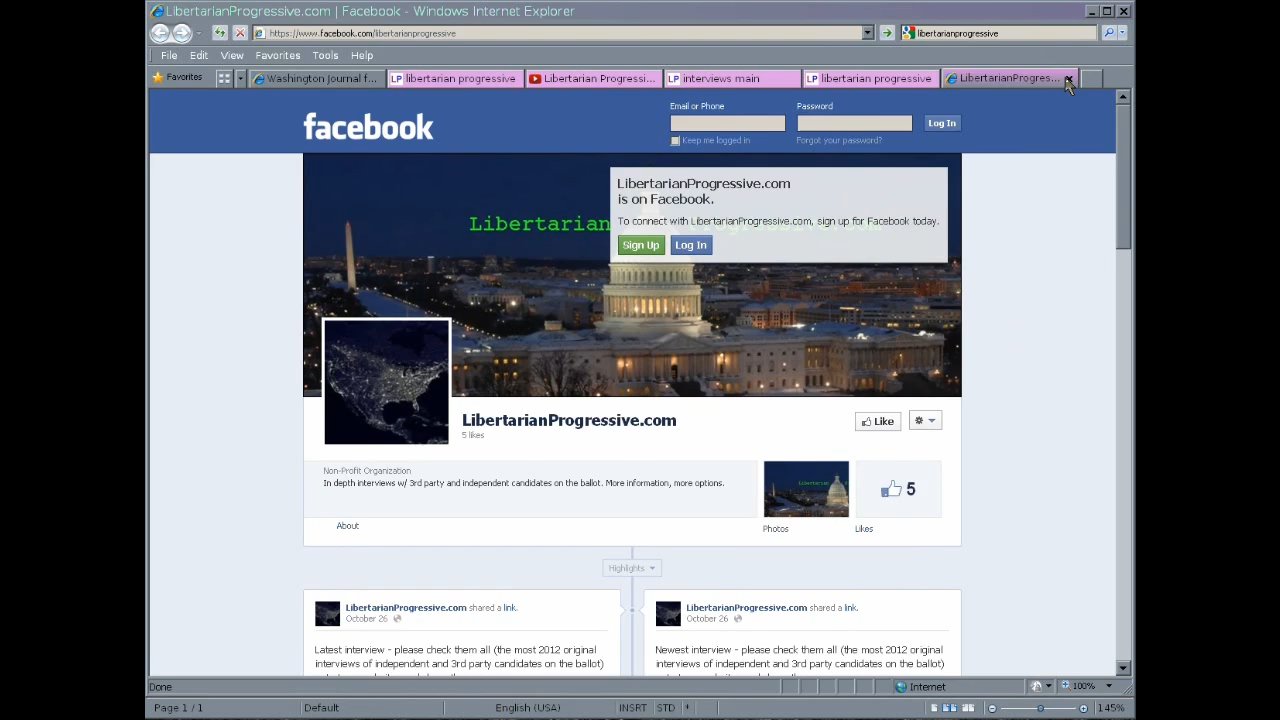 LibertarianProgressive.com | Facebook - Windows Internet Explorer
https://www.facebook.com/libertarianprogressive
libertarianprogressive
File Edit View Favorites Tools Help
Favorites
Washington Journal f...
libertarian progressive
Libertarian Progressi...
interviews main
libertarian progressive
LibertarianProgres...
facebook
Email or Phone
Password
Log In
Keep me logged in
Forgot your password?
Libertarian
LibertarianProgressive.com
is on Facebook.
To connect with LibertarianProgressive.com, sign up for Facebook today.
Sign Up
Log In
LibertarianProgressive.com
5 likes
Like
Non-Profit Organization
In depth interviews w/ 3rd party and independent candidates on the ballot. More information, more options.
5
About
Photos
Likes
Highlights
LibertarianProgressive.com shared a link.
October 26
Latest interview - please check them all (the most 2012 original
interviews of independent and 3rd party candidates on the ballot)
LibertarianProgressive.com shared a link.
October 26
Newest interview - please check them all (the most 2012 original
interviews of independent and 3rd party candidates on the ballot)
Done
Internet
100%
Page 1 / 1
Default
English (USA)
INSRT
STD
*
145%